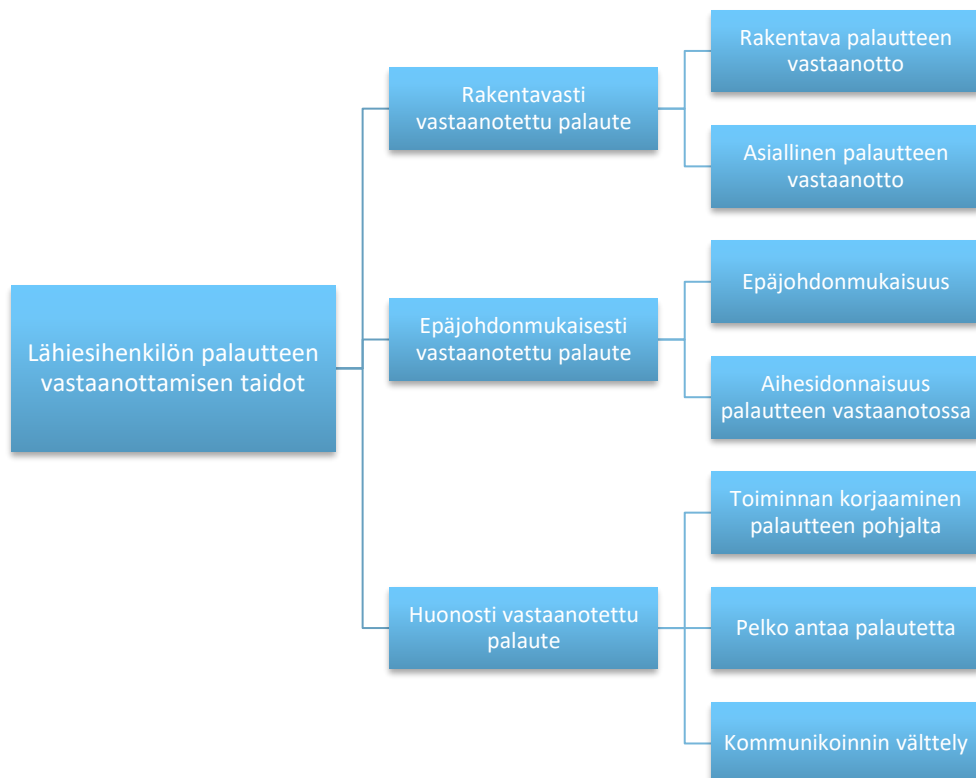 Lähiesihenkilön palautteen
vastaanottamisen taidot
Rakentavasti
vastaanotettu palaute
Rakentava palautteen
vastaanotto
Asiallinen palautteen
vastaanotto
Epäjohdonmukaisesti
vastaanotettu palaute
Epäjohdonmukaisuus
Aihesidonnaisuus
palautteen vastaanotossa
Huonosti vastaanotettu
palaute
Toiminnan korjaaminen
palautteen pohjalta
Pelko antaa palautetta
Kommunikoinnin välttely